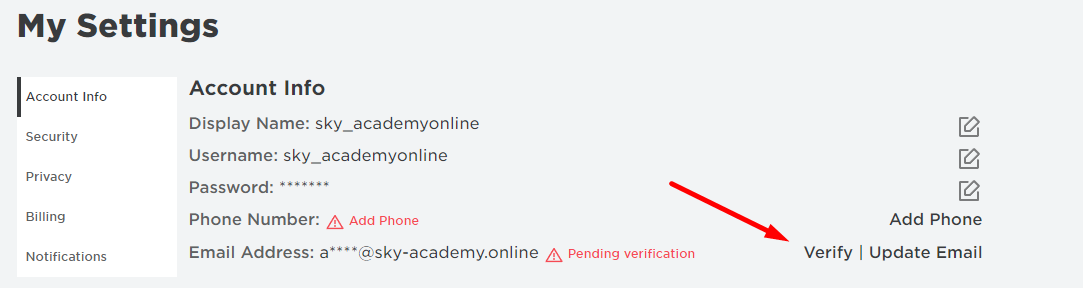 My Settings
Account Info
Security
Privacy
Billing
Notifications
Account Info
Display Name: sky_academyonline
Username: sky_academyonline
Password: *******
Phone Number: Add Phone Add Phone
Email Address: a****@sky-academy.online Pending verification Verify | Update Email